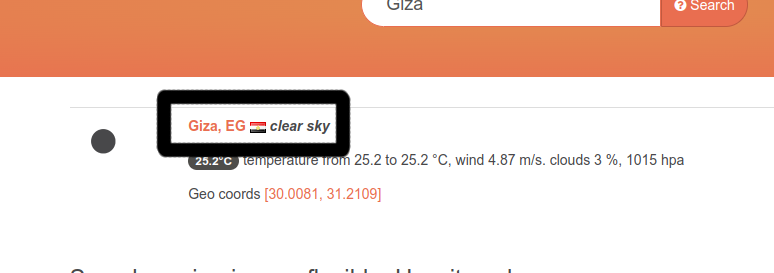 Giza
Search
Giza, EG clear sky
25.2°C temperature from 25.2 to 25.2 °C, wind 4.87 m/s. clouds 3 %, 1015 hpa
Geo coords [30.0081, 31.2109]